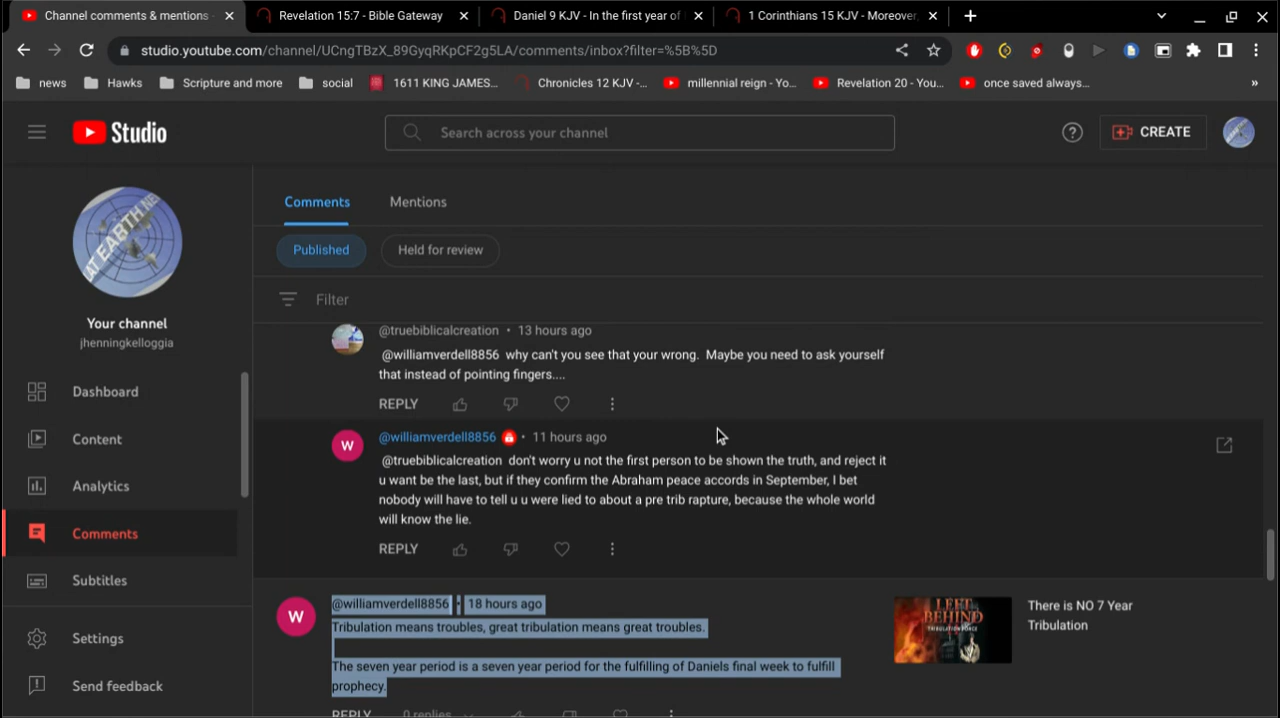 Channel comments & mentions -
Revelation 15:7 - Bible Gateway
Daniel 9 KJV - In the first year of
1 Corinthians 15 KJV - Moreover,
studio.youtube.com/channel/UCngTBzX_89GyqRKpCF2g5LA/comments/inbox?filter=%5B%5D
news
Hawks
Scripture and more
social
1611 KING JAMES...
Chronicles 12 KJV -...
millennial reign - Yo...
Revelation 20 - You...
once saved always...
»
Studio
Search across your channel
CREATE
Your channel
jhenningkelloggia
Dashboard
Content
Analytics
Comments
Subtitles
Settings
Send feedback
Comments
Mentions
Published
Held for review
Filter
@truebiblicalcreation • 13 hours ago
@williamverdell8856 why can't you see that your wrong. Maybe you need to ask yourself
that instead of pointing fingers....
REPLY
W
@williamverdell8856 • 11 hours ago
@truebiblicalcreation don't worry u not the first person to be shown the truth, and reject it
u want be the last, but if they confirm the Abraham peace accords in September, I bet
nobody will have to tell u u were lied to about a pre trib rapture, because the whole world
will know the lie.
REPLY
W
@williamverdell8856 • 18 hours ago
Tribulation means troubles, great tribulation means great troubles.
The seven year period is a seven year period for the fulfilling of Daniels final week to fulfill
prophecy.
REPLY
0 replies
LEFT
BEHIND
TRIBULATION FORCE
There is NO 7 Year
Tribulation